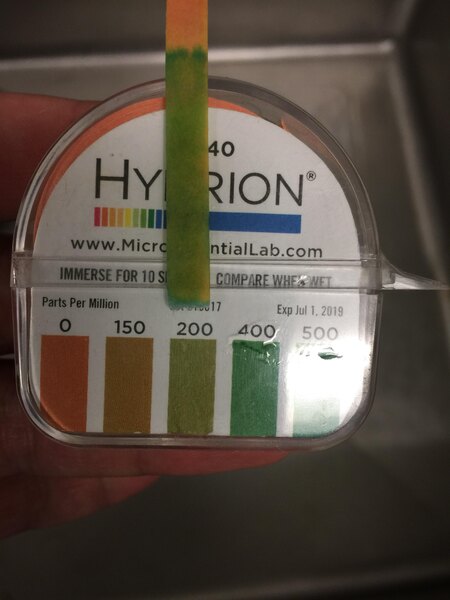 40
HY RION®
www.Micro entialLab.com
IMMERSE FOR 10 S COMPARE WHEN WET
Parts Per Million Exp Jul 1, 2019
0 150 200 400 500